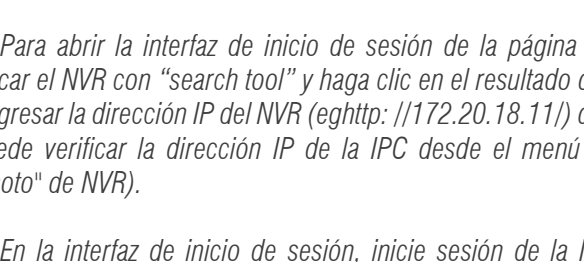 Para abrir la interfaz de inicio de sesión de la página
car el NVR con “search tool” y haga clic en el resultado
gresar la dirección IP del NVR (eghttp: //172.20.18.11/)
ede verificar la dirección IP de la IPC desde el menú
oto" de NVR).
En la interfaz de inicio de sesión, inicie sesión de la